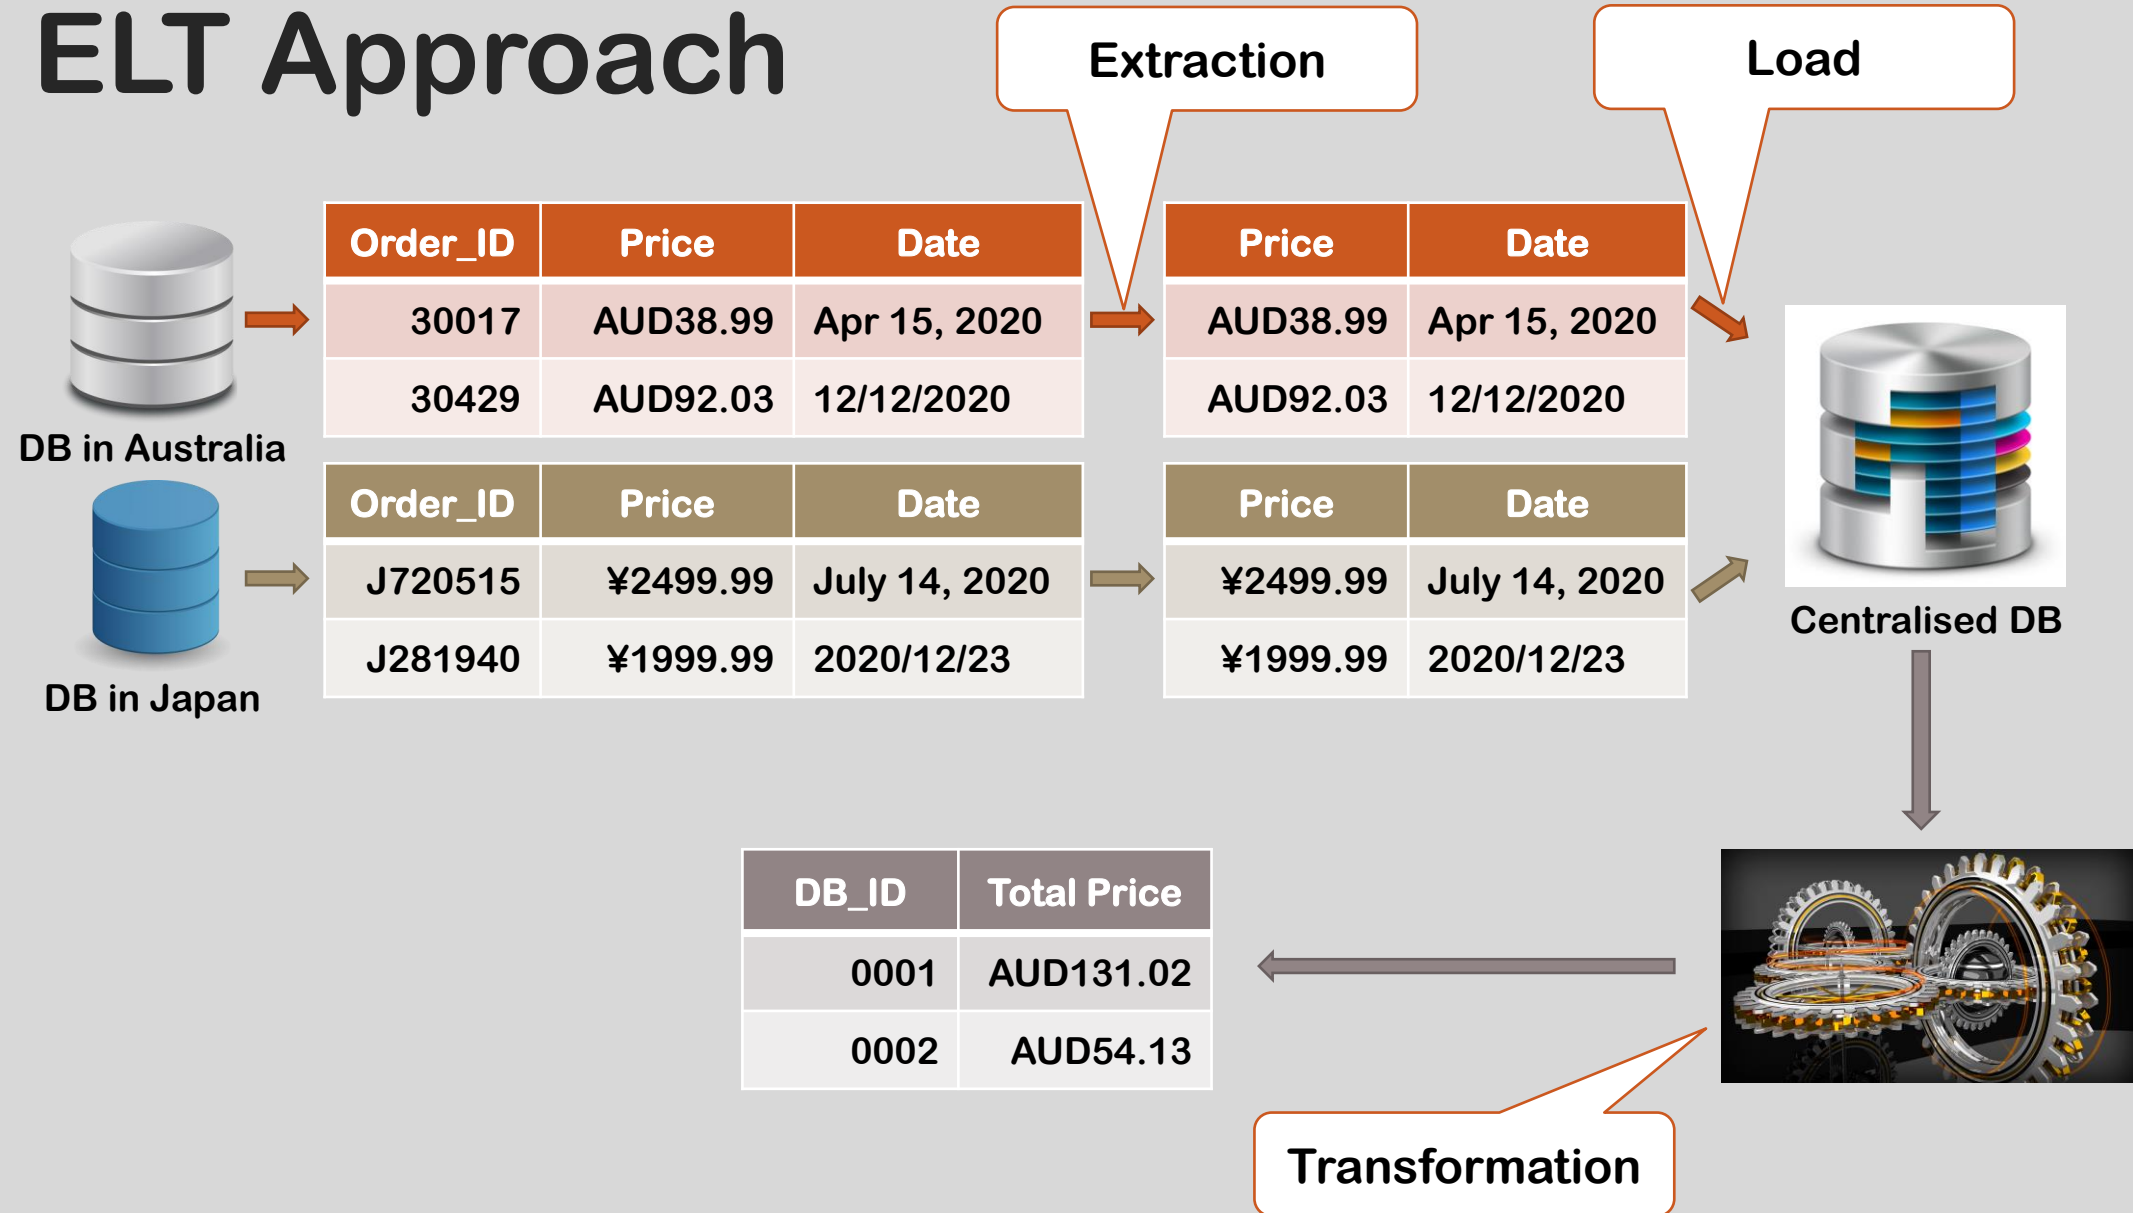 ELT Approach
Extraction
Load
Order_ID Price Date
30017 AUD38.99 Apr 15, 2020
30429 AUD92.03 12/12/2020
Price Date
AUD38.99 Apr 15, 2020
AUD92.03 12/12/2020
DB in Australia
Order_ID Price Date
J720515 ¥2499.99 July 14, 2020
J281940 ¥1999.99 2020/12/23
Price Date
¥2499.99 July 14, 2020
¥1999.99 2020/12/23
DB in Japan
Centralised DB
DB_ID Total Price
0001 AUD131.02
0002 AUD54.13
Transformation